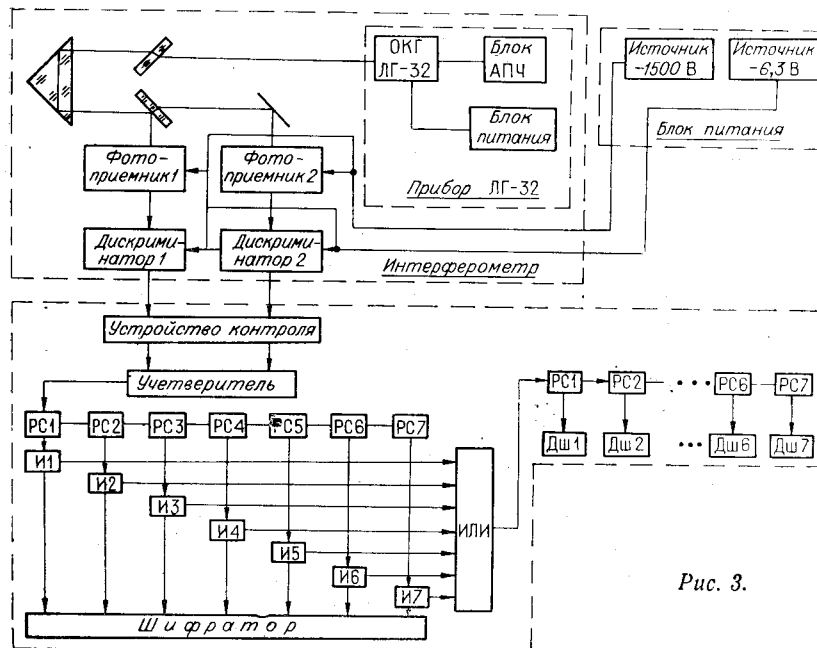 ОКГ
ЛГ-32
Блок
АПЧ
Источник
-1500 В
Источник
-6,3 В
Блок
питания
Блок питания
Фото-
приемник1
Фото-
приемник 2
Прибор ЛГ-32
Дискрими-
натор 1
Дискрими-
натор 2
Интерферометр
Устройство контроля
Учетверитель
РС1
РС2
РС6
РС7
РС1
РС2
РС3
РС4
РС5
РС6
РС7
Дш1
Дш2
Дш6
Дш7
И1
И2
И3
И4
И5
И6
И7
ИЛИ
Шифратор
Рис. 3.